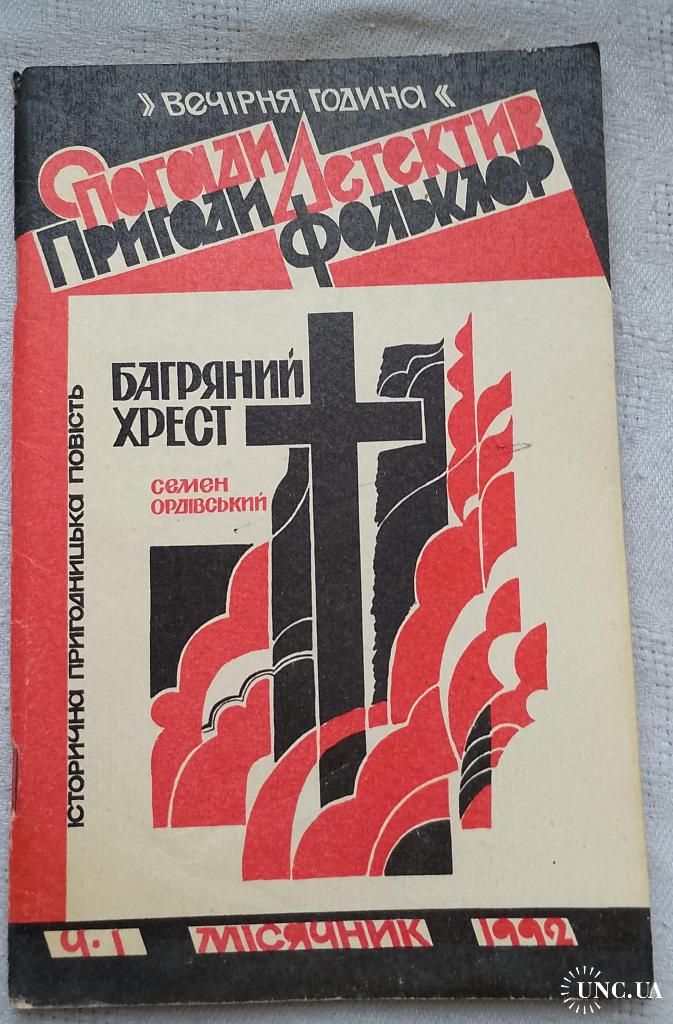 » ВЕЧІРНЯ ГОДИНА «
Спогади Детектив
Пригоди Фольклор
БАГРЯНИЙ
ХРЕСТ
СЕМЕН
ОРДІВСЬКИЙ
ІСТОРИЧНА ПРИГОДНИЦЬКА ПОВІСТЬ
Ч·1 МІСЯЧНИК 1992
UNC.UA